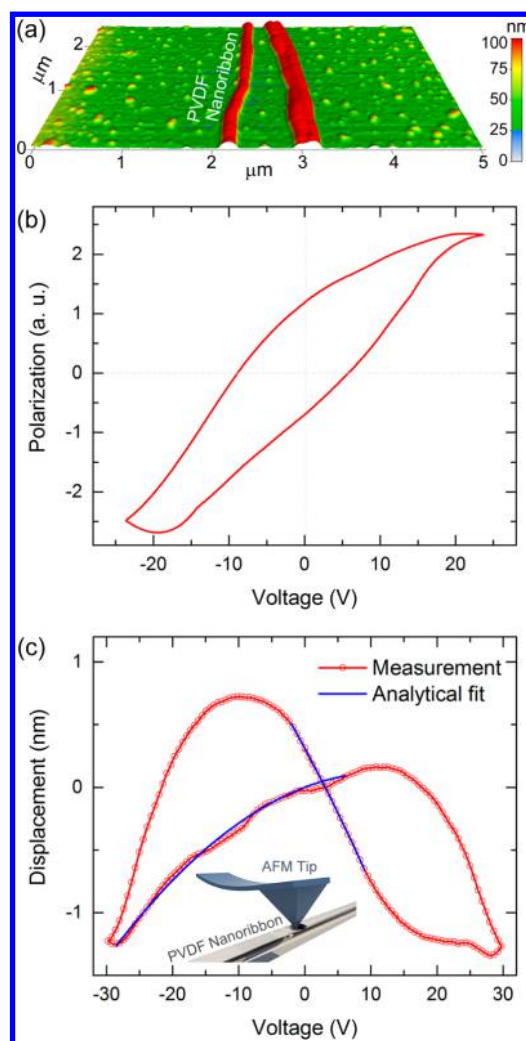 (a)
nm
100
75
50
25
0
2
1
0
μm
PVDF
Nanoribbon
0
1
2
3
4
5
μm
(b)
2
1
0
-1
-2
Polarization (a. u.)
-20
-10
0
10
20
Voltage (V)
(c)
1
0
-1
Displacement (nm)
Measurement
Analytical fit
AFM Tip
PVDF Nanoribbon
-30
-20
-10
0
10
20
30
Voltage (V)